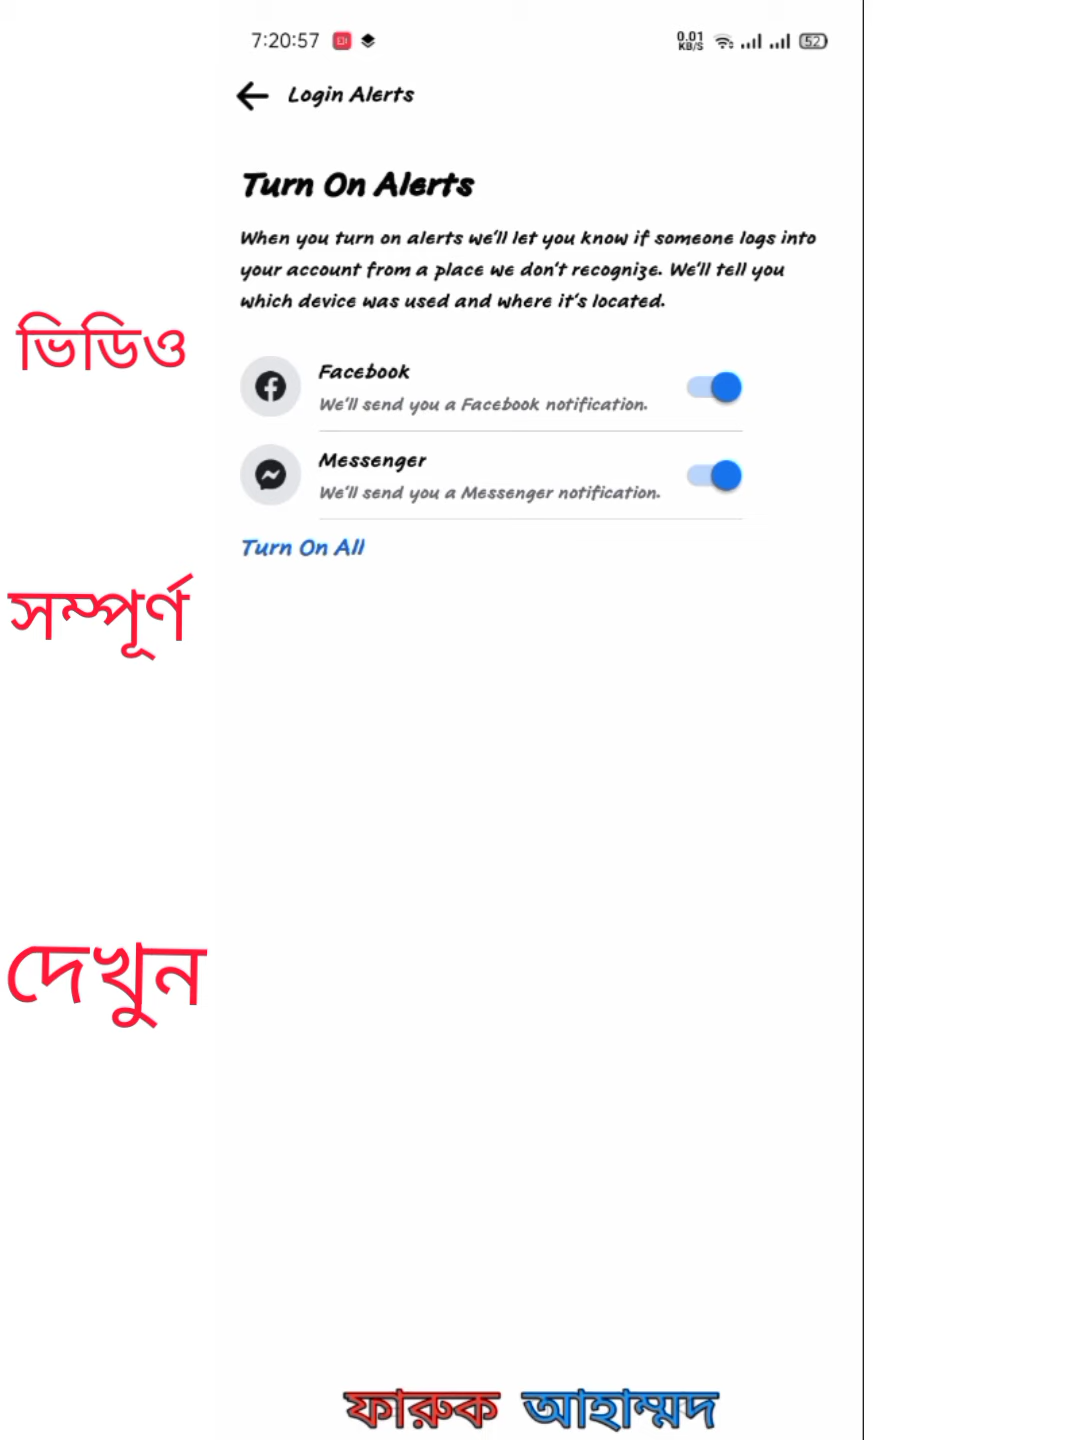 7:20:57
0.01
KB/S
52
Login Alerts
Turn On Alerts
When you turn on alerts we'll let you know if someone logs into
your account from a place we don't recognize. We'll tell you
which device was used and where it's located.
ভিডিও
Facebook
We'll send you a Facebook notification.
Messenger
We'll send you a Messenger notification.
Turn On All
সম্পূর্ণ
দেখুন
ফারুক আহাম্মদ